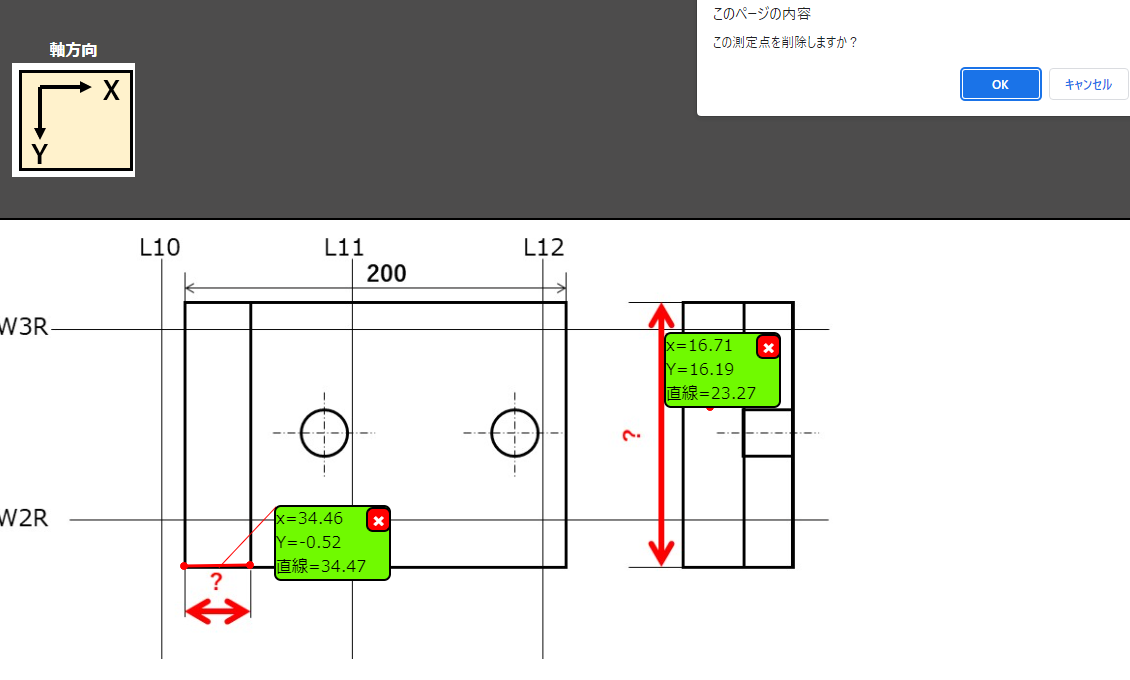 このページの内容
この測定点を削除しますか？
OK
キャンセル
軸方向
X
Y
L10
L11
L12
200
W3R
x=16.71
Y=16.19
直線=23.27
?
W2R
x=34.46
Y=-0.52
直線=34.47
?